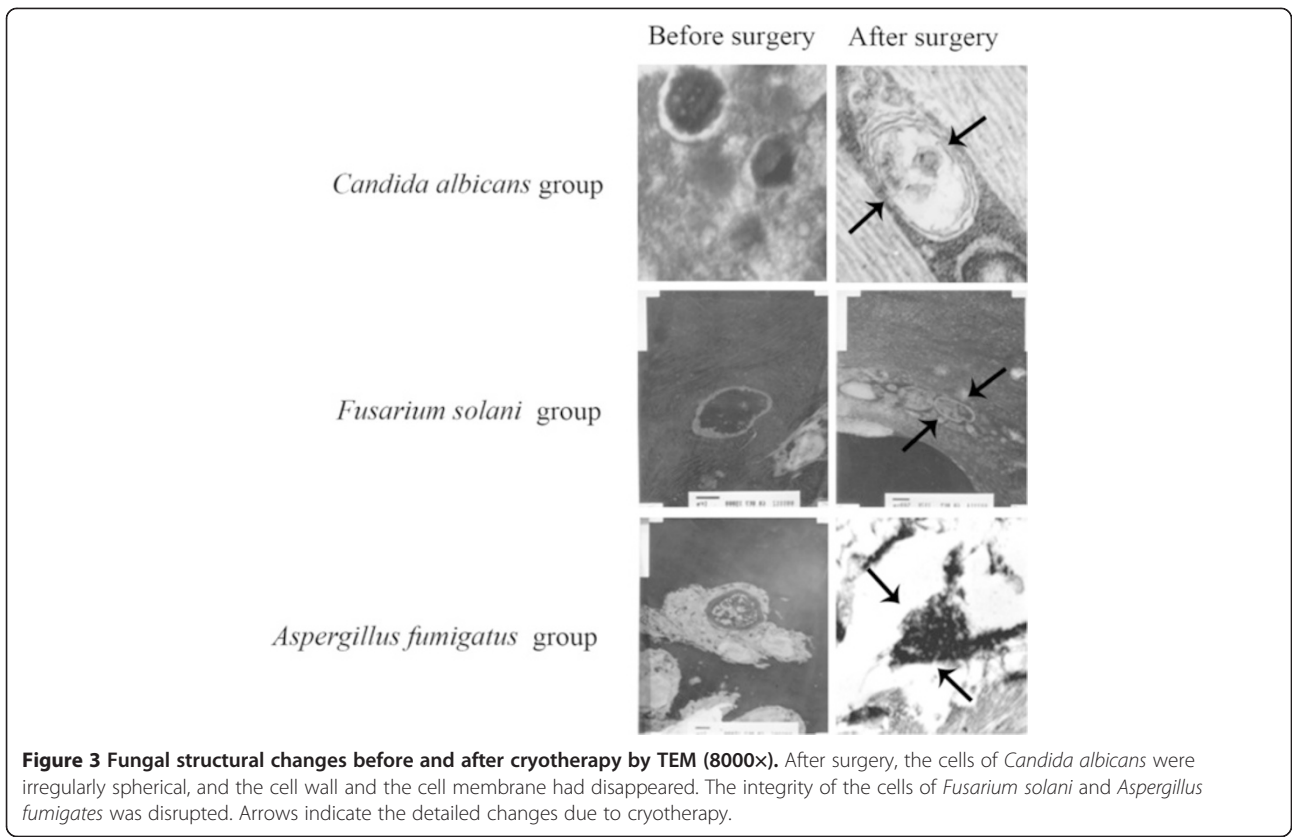 Before surgery After surgery
Candida albicans group
Fusarium solani group
Aspergillus fumigatus group
Figure 3 Fungal structural changes before and after cryotherapy by TEM (8000×). After surgery, the cells of Candida albicans were
irregularly spherical, and the cell wall and the cell membrane had disappeared. The integrity of the cells of Fusarium solani and Aspergillus
fumigates was disrupted. Arrows indicate the detailed changes due to cryotherapy.